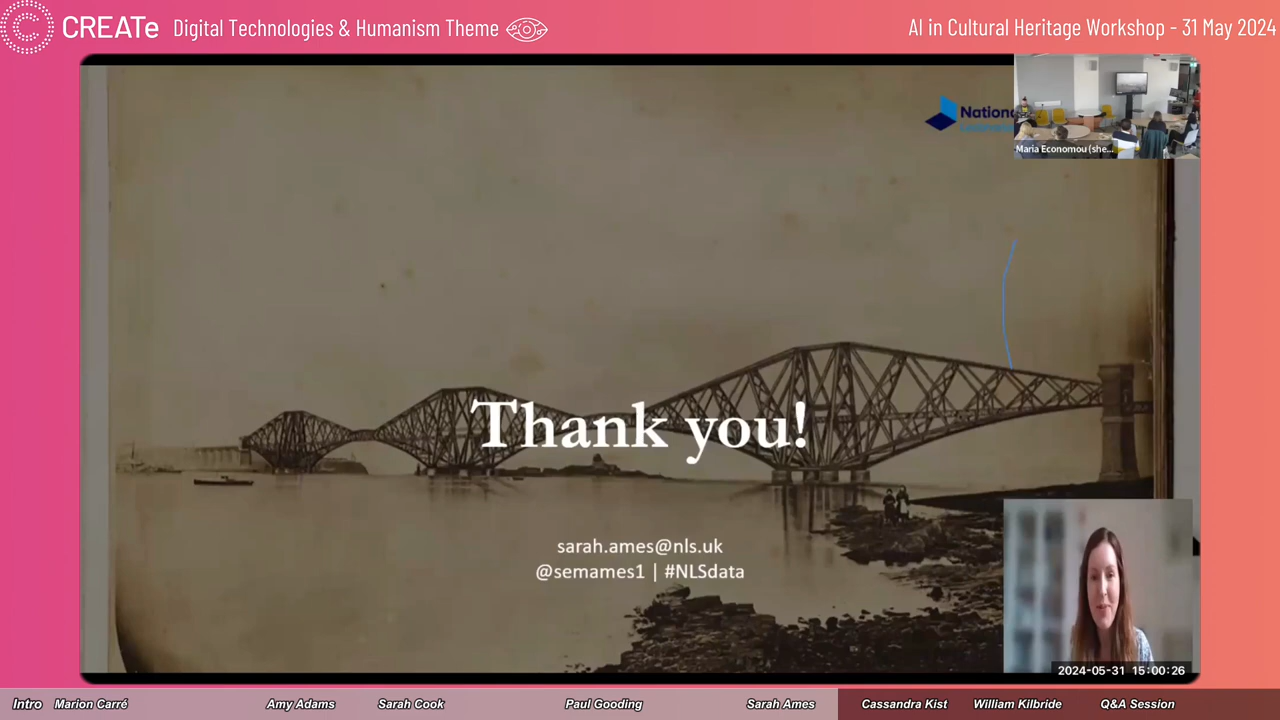 CREATe Digital Technologies & Humanism Theme
AI in Cultural Heritage Workshop - 31 May 2024
Maria Economou (she...
Thank you!
sarah.ames@nls.uk
@semames1 | #NLSdata
2024-05-31 15:00:26
Intro Marion Carré Amy Adams Sarah Cook Paul Gooding Sarah Ames Cassandra Kist William Kilbride Q&A Session